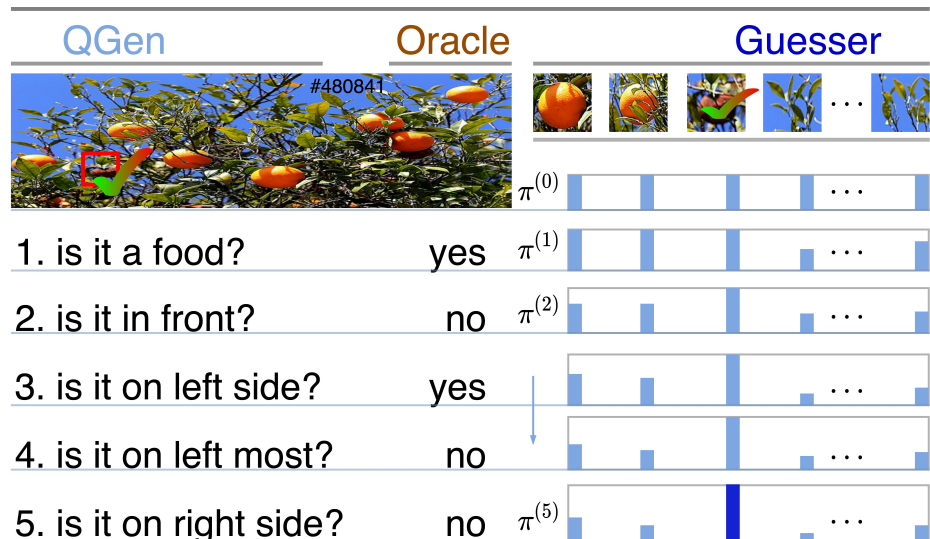 QGen Oracle Guesser
#480841
π(0) ...
1. is it a food? yes π(1) ...
2. is it in front? no π(2) ...
3. is it on left side? yes ...
4. is it on left most? no ...
5. is it on right side? no π(5) ...